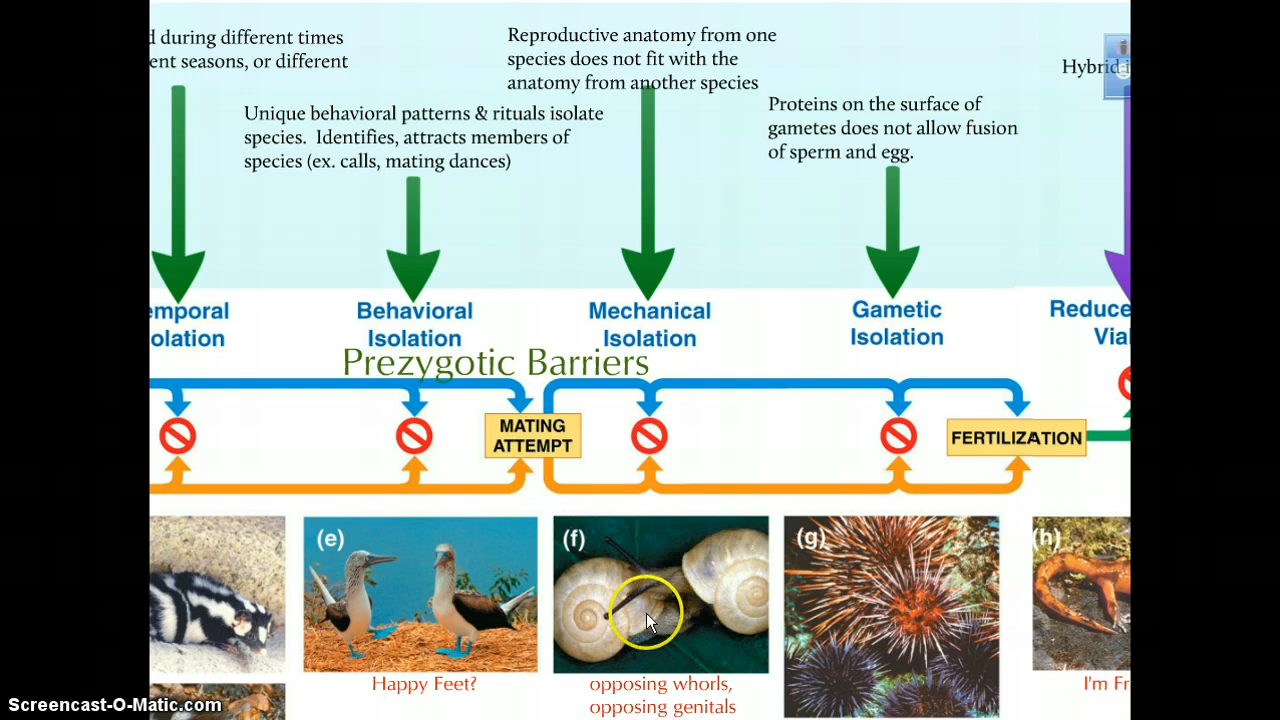 d during different times
ent seasons, or different
Unique behavioral patterns & rituals isolate
species. Identifies, attracts members of
species (ex. calls, mating dances)
Reproductive anatomy from one
species does not fit with the
anatomy from another species
Proteins on the surface of
gametes does not allow fusion
of sperm and egg.
Hybrid
emporal
olation
Behavioral
Isolation
Mechanical
Isolation
Gametic
Isolation
Reduce
Via
Prezygotic Barriers
MATING
ATTEMPT
FERTILIZATION
(e)
(f)
(g)
(h)
Happy Feet?
opposing whorls,
opposing genitals
I'm Fr
Screencast-O-Matic.com